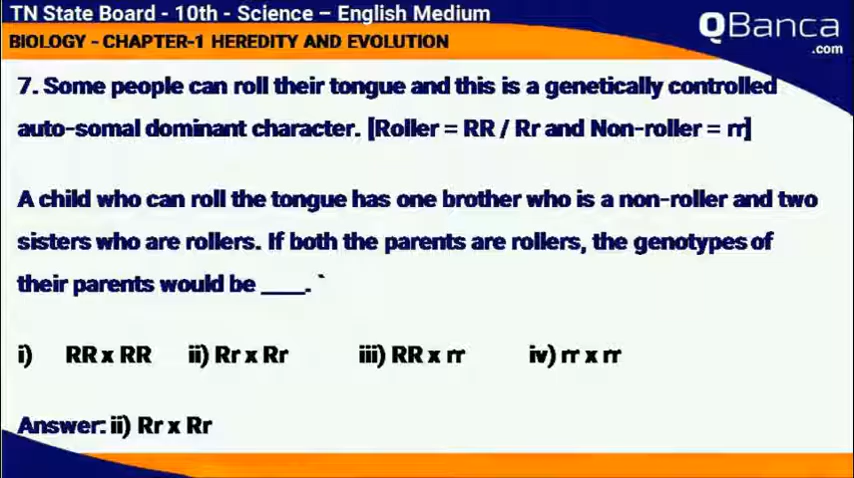 TN State Board - 10th - Science – English Medium
QBanca
.com
BIOLOGY - CHAPTER-1 HEREDITY AND EVOLUTION
7. Some people can roll their tongue and this is a genetically controlled
auto-somal dominant character. [Roller = RR / Rr and Non-roller = rr]
A child who can roll the tongue has one brother who is a non-roller and two
sisters who are rollers. If both the parents are rollers, the genotypes of
their parents would be ____. `
i) RR x RR ii) Rr x Rr iii) RR x rr iv) rr x rr
Answer: ii) Rr x Rr